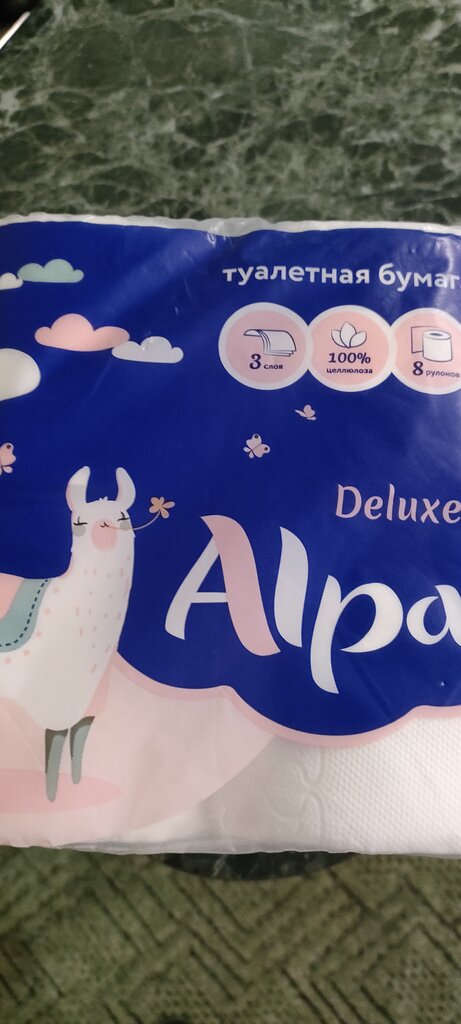 туалетная бумаг
3 слоя
100%
целлюлоза
8 рулонов
Deluxe
Alpa